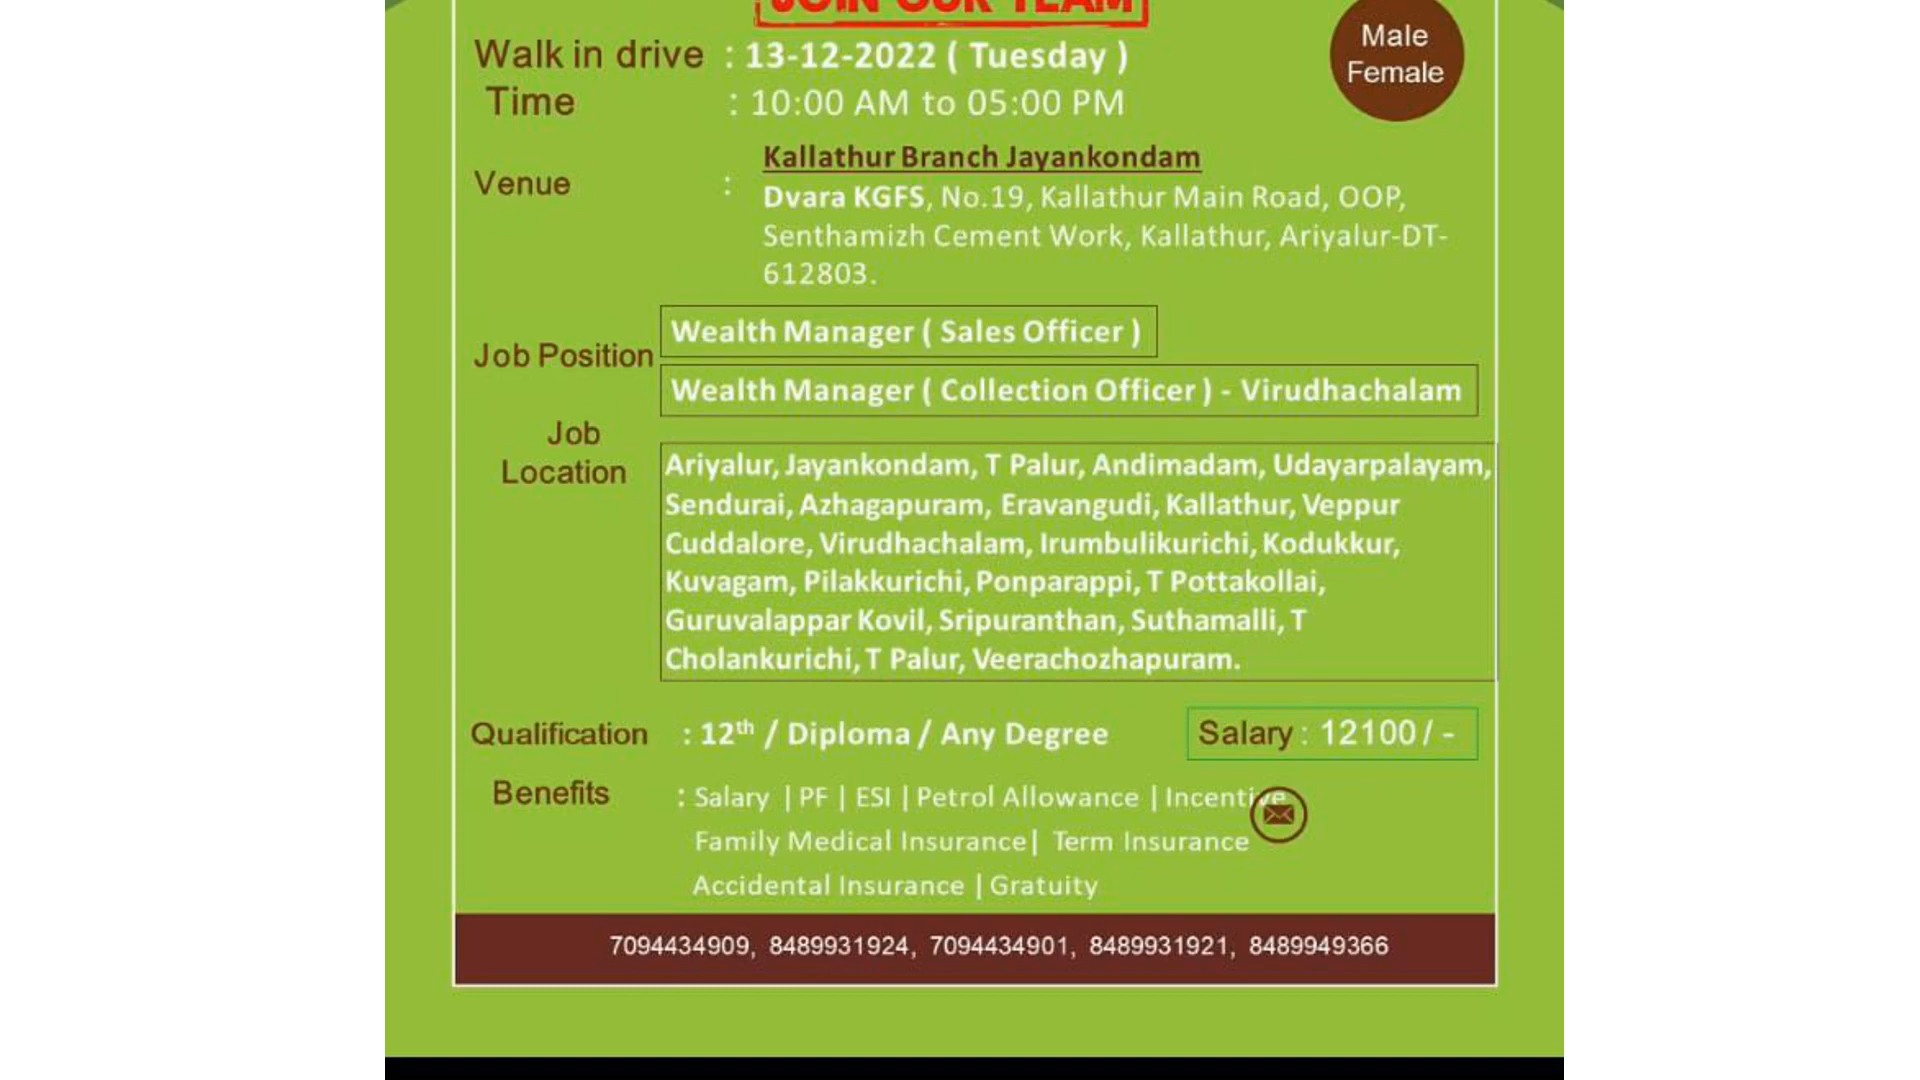 JOIN OUR TEAM
Male
Female
Walk in drive : 13-12-2022 ( Tuesday )
Time : 10:00 AM to 05:00 PM
Venue :
Kallathur Branch Jayankondam
Dvara KGFS, No.19, Kallathur Main Road, OOP,
Senthamizh Cement Work, Kallathur, Ariyalur-DT-
612803.
Job Position
Wealth Manager ( Sales Officer )
Wealth Manager ( Collection Officer ) - Virudhachalam
Job
Location
Ariyalur, Jayankondam, T Palur, Andimadam, Udayarpalayam,
Sendurai, Azhagapuram, Eravangudi, Kallathur, Veppur
Cuddalore, Virudhachalam, Irumbulikurichi, Kodukkur,
Kuvagam, Pilakkurichi, Ponparappi, T Pottakollai,
Guruvalappar Kovil, Sripuranthan, Suthamalli, T
Cholankurichi, T Palur, Veerachozhapuram.
Qualification : 12th / Diploma / Any Degree
Salary : 12100 / -
Benefits : Salary | PF | ESI | Petrol Allowance | Incentive
Family Medical Insurance | Term Insurance
Accidental Insurance | Gratuity
7094434909, 8489931924, 7094434901, 8489931921, 8489949366